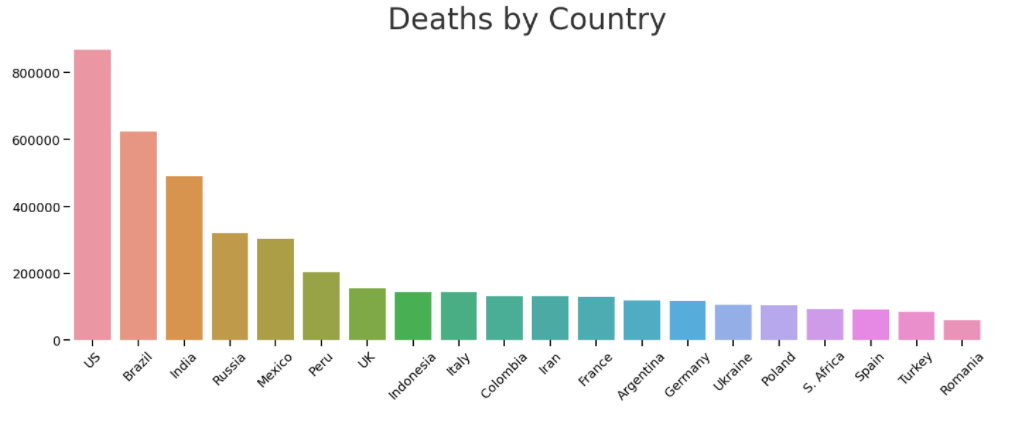 Deaths by Country
800000
600000
400000
200000
0
US
Brazil
India
Russia
Mexico
Peru
UK
Indonesia
Italy
Colombia
Iran
France
Argentina
Germany
Ukraine
Poland
S. Africa
Spain
Turkey
Romania